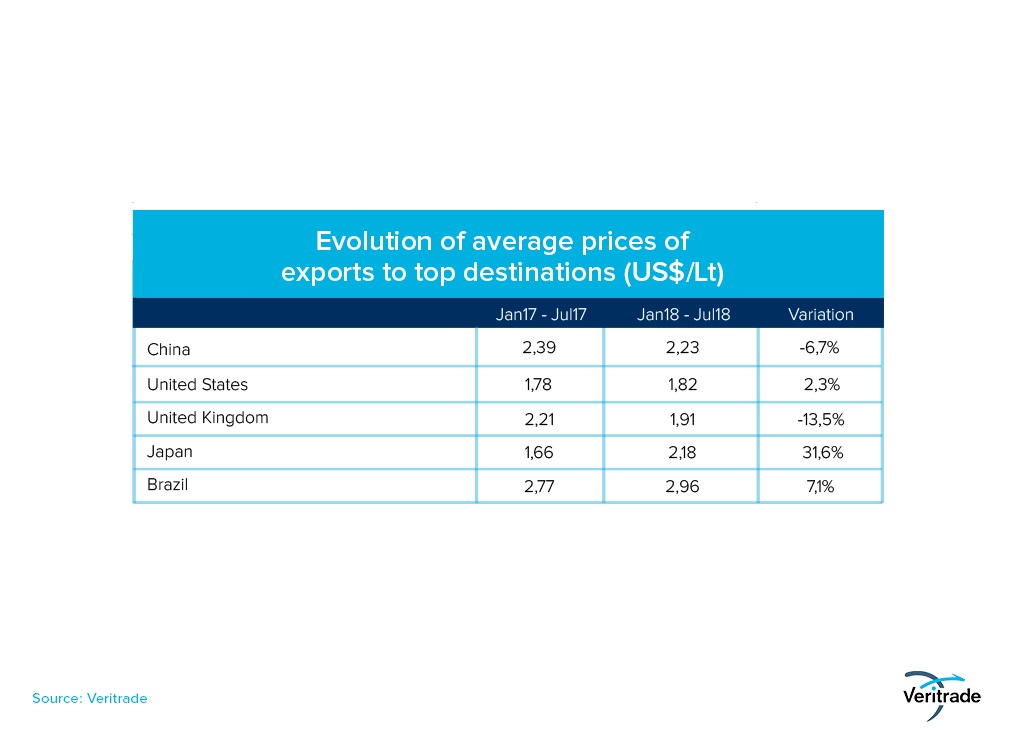 Evolution of average prices of
exports to top destinations (US$/Lt)
Jan17 - Jul17 Jan18 - Jul18 Variation
China 2,39 2,23 -6,7%
United States 1,78 1,82 2,3%
United Kingdom 2,21 1,91 -13,5%
Japan 1,66 2,18 31,6%
Brazil 2,77 2,96 7,1%
Source: Veritrade
Veritrade